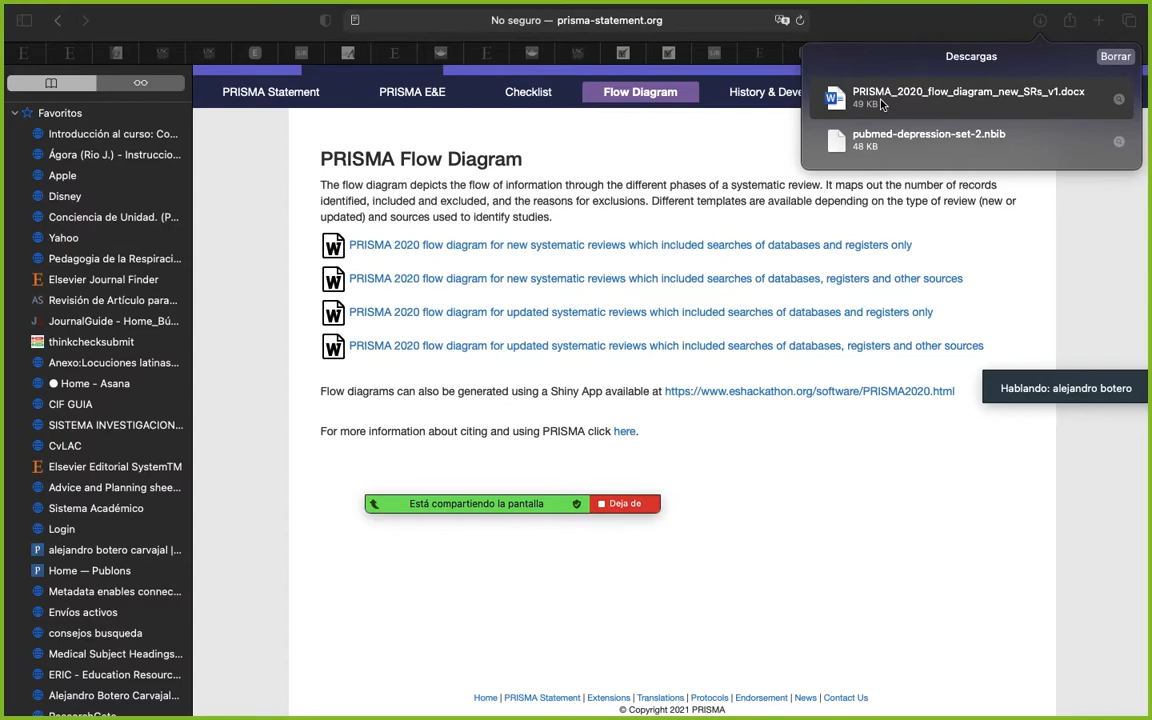 No seguro — prisma-statement.org
Descargas
Borrar
PRISMA_2020_flow_diagram_new_SRs_v1.docx
49 KB
pubmed-depression-set-2.nbib
48 KB
PRISMA Statement
PRISMA E&E
Checklist
Flow Diagram
History & Deve
Favoritos
Introducción al curso: Co...
Ágora (Rio J.) - Instruccio...
Apple
Disney
Conciencia de Unidad. (P...
Yahoo
Pedagogia de la Respiraci...
Elsevier Journal Finder
AS Revisión de Artículo para...
JournalGuide - Home_Bú...
thinkchecksubmit
Anexo:Locuciones latinas...
Home - Asana
CIF GUIA
SISTEMA INVESTIGACION...
CvLAC
Elsevier Editorial SystemTM
Advice and Planning shee...
Sistema Académico
Login
alejandro botero carvajal |...
Home — Publons
Metadata enables connec...
Envíos activos
consejos busqueda
Medical Subject Headings...
ERIC - Education Resourc...
Alejandro Botero Carvajal...
ResearchGate
PRISMA Flow Diagram
The flow diagram depicts the flow of information through the different phases of a systematic review. It maps out the number of records
identified, included and excluded, and the reasons for exclusions. Different templates are available depending on the type of review (new or
updated) and sources used to identify studies.
PRISMA 2020 flow diagram for new systematic reviews which included searches of databases and registers only
PRISMA 2020 flow diagram for new systematic reviews which included searches of databases, registers and other sources
PRISMA 2020 flow diagram for updated systematic reviews which included searches of databases and registers only
PRISMA 2020 flow diagram for updated systematic reviews which included searches of databases, registers and other sources
Hablando: alejandro botero
Flow diagrams can also be generated using a Shiny App available at https://www.eshackathon.org/software/PRISMA2020.html
For more information about citing and using PRISMA click here.
Está compartiendo la pantalla
Deja de
Home | PRISMA Statement | Extensions | Translations | Protocols | Endorsement | News | Contact Us
© Copyright 2021 PRISMA